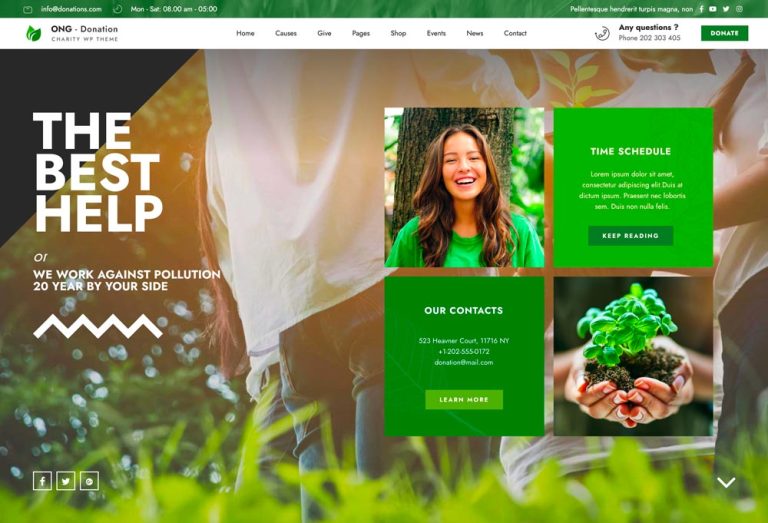 info@donations.com
Mon - Sat: 08.00 am - 05:00
Pellentesque hendrerit turpis magna, non
ONG - Donation
CHARITY WP THEME
Home
Causes
Give
Pages
Shop
Events
News
Contact
Any questions ?
Phone 202 303 405
DONATE
THE
BEST
HELP
or
WE WORK AGAINST POLLUTION
20 YEAR BY YOUR SIDE
TIME SCHEDULE
Lorem ipsum dolor sit amet,
consectetur adipiscing elit Duis at
dictum dictum. Praesent nec lobortis
sem. Duis non nulla felis.
KEEP READING
OUR CONTACTS
523 Heavner Court, 11716 NY
+1-202-555-0172
donation@mail.com
LEARN MORE